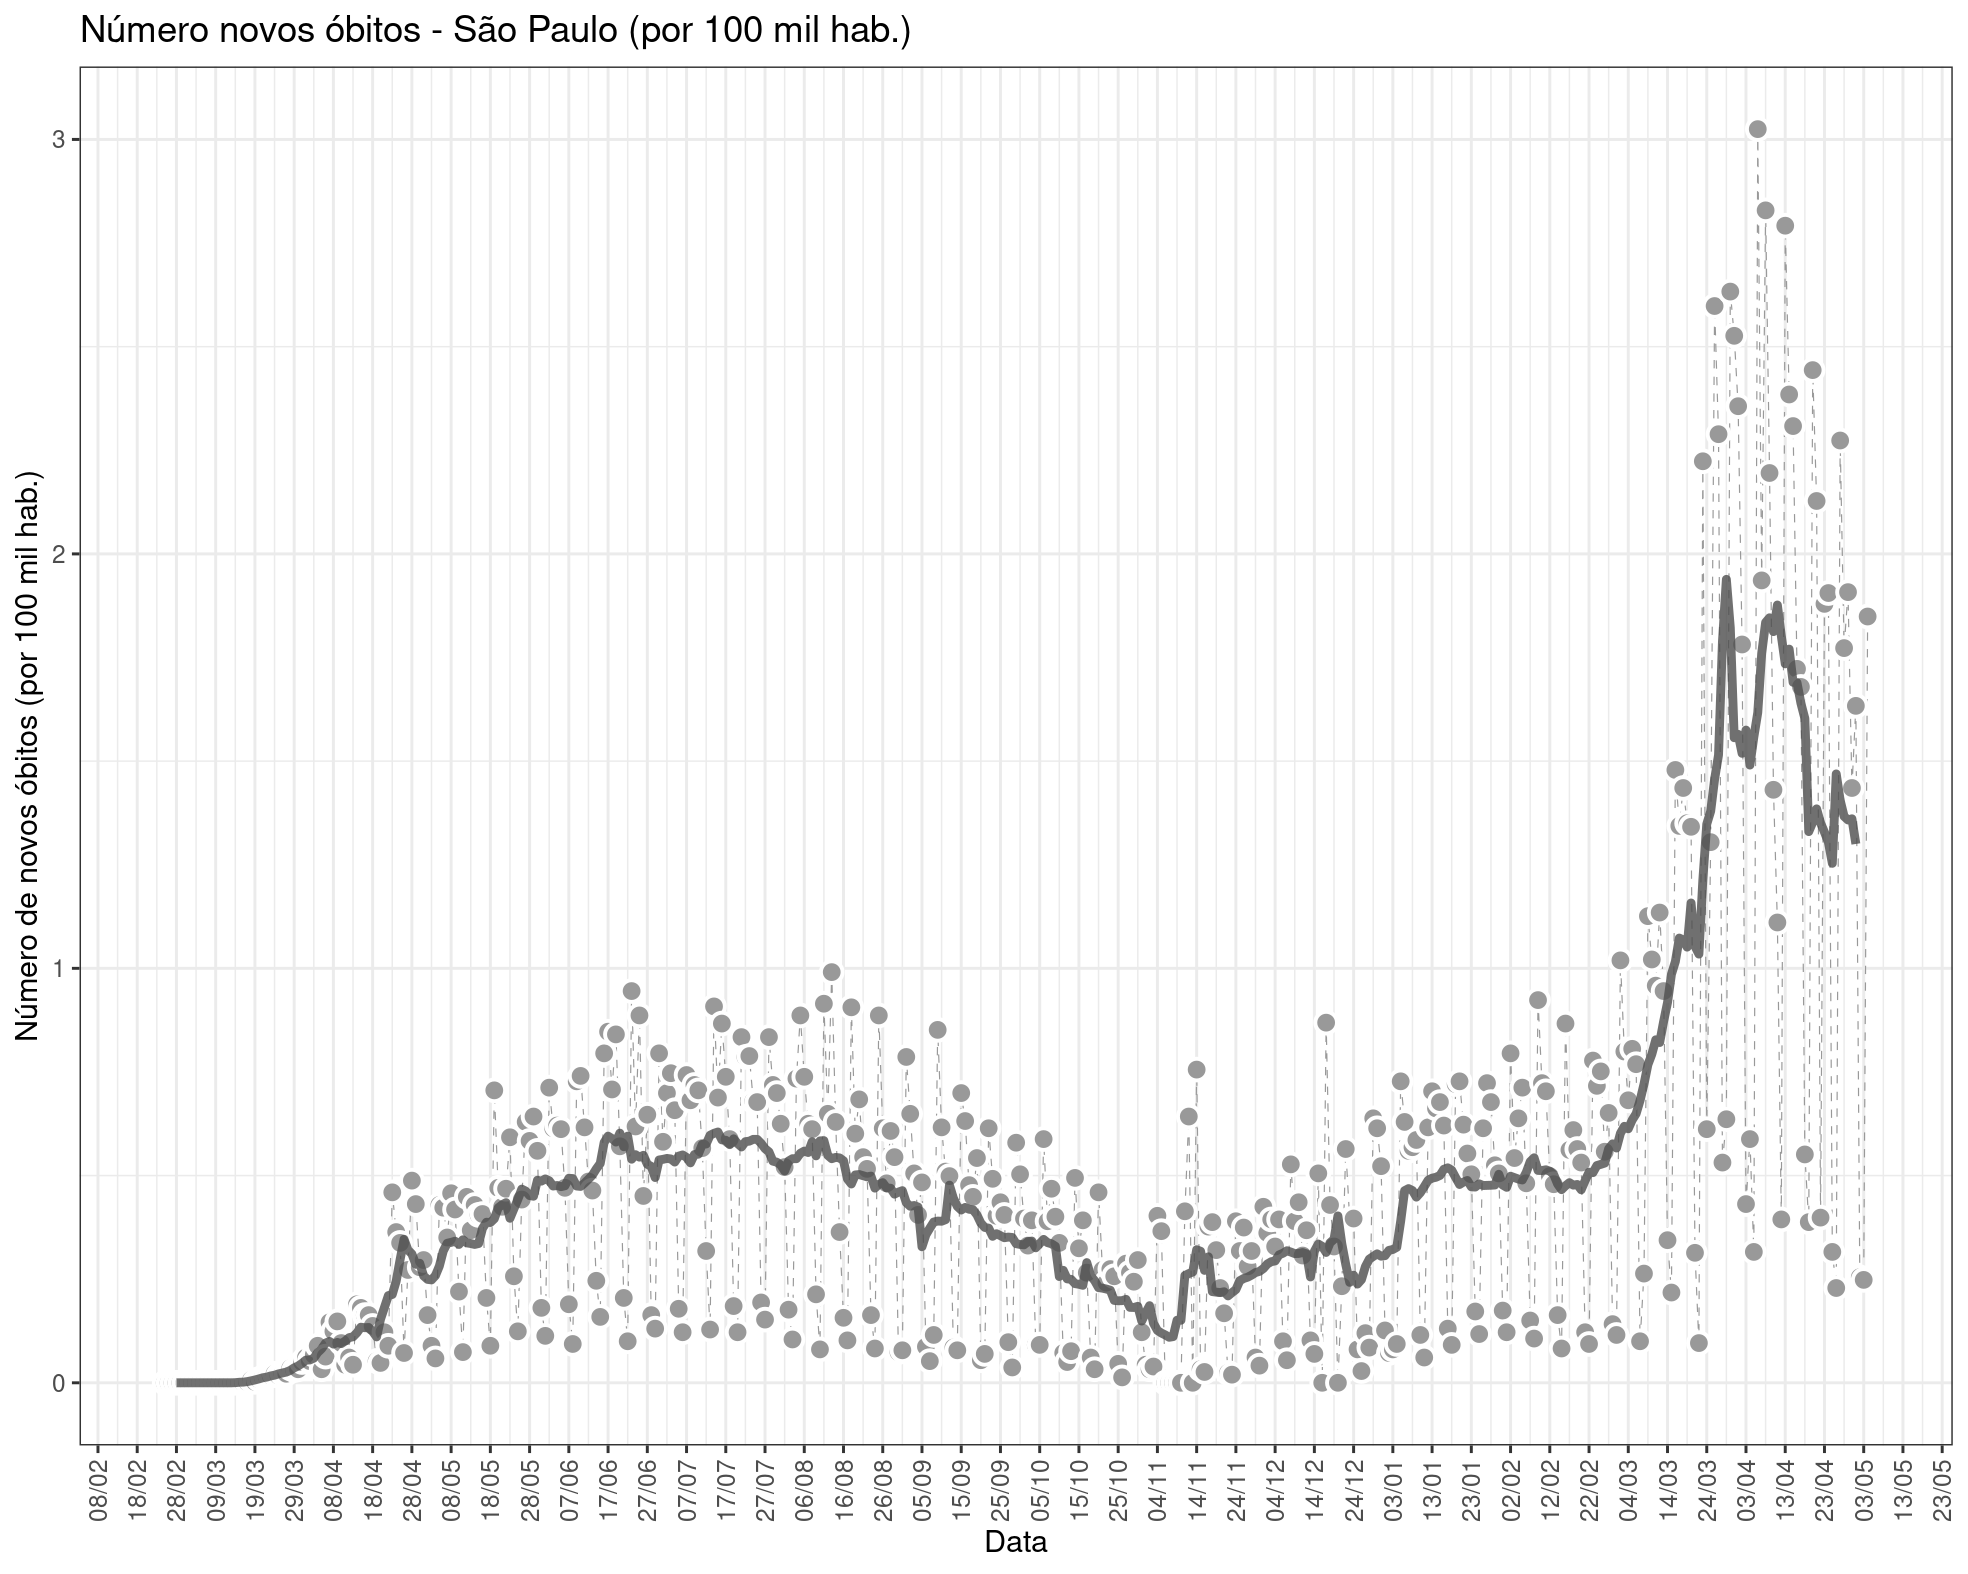 Número novos óbitos - São Paulo (por 100 mil hab.)
Número de novos óbitos (por 100 mil hab.)
3
2
1
0
08/02 18/02 28/02 09/03 19/03 29/03 08/04 18/04 28/04 08/05 18/05 28/05 07/06 17/06 27/06 07/07 17/07 27/07 06/08 16/08 26/08 05/09 15/09 25/09 05/10 15/10 25/10 04/11 14/11 24/11 04/12 14/12 24/12 03/01 13/01 23/01 02/02 12/02 22/02 04/03 14/03 24/03 03/04 13/04 23/04 03/05 13/05 23/05
Data